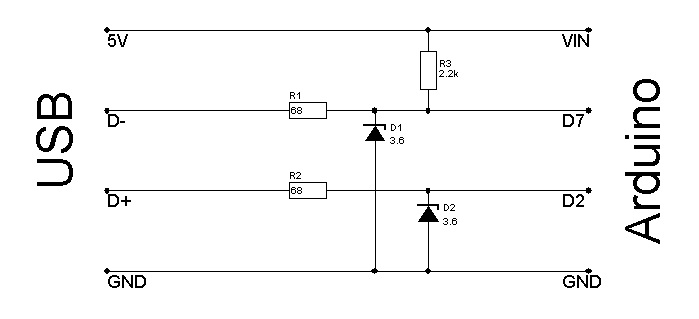 5V
VIN
R3
2.2k
R1
68
D-
D1
3.6
D7
USB
Arduino
R2
68
D+
D2
3.6
D2
GND
GND